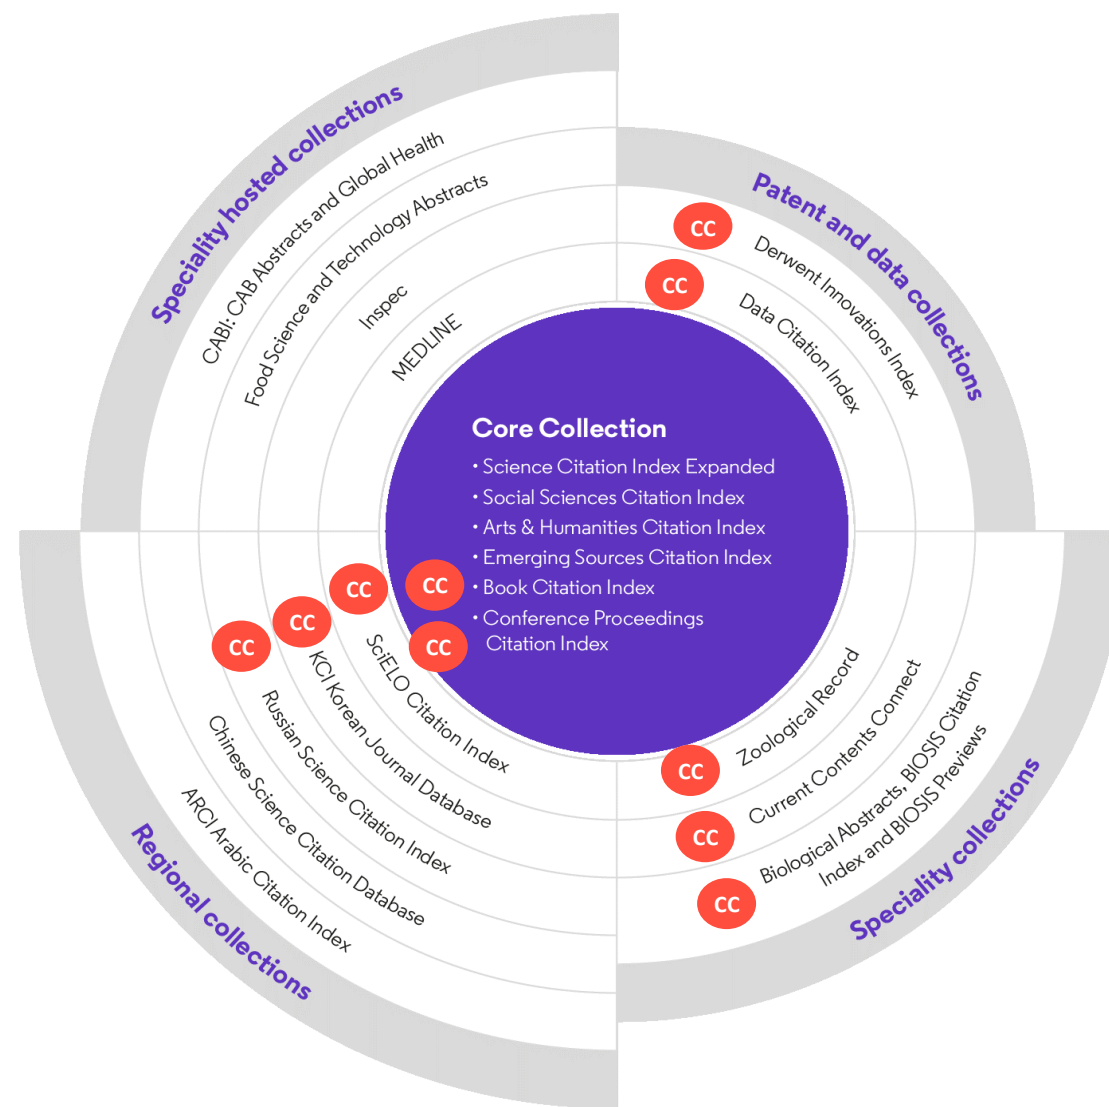 Speciality hosted collections
CABI: CAB Abstracts and Global Health
Food Science and Technology Abstracts
Inspec
MEDLINE
Patent and data collections
CC
Derwent Innovations Index
CC
Data Citation Index
Core Collection
• Science Citation Index Expanded
• Social Sciences Citation Index
• Arts & Humanities Citation Index
• Emerging Sources Citation Index
CC
• Book Citation Index
CC
• Conference Proceedings
Citation Index
CC
SciELO Citation Index
CC
KCI Korean Journal Database
CC
Russian Science Citation Index
Chinese Science Citation Database
ARCI Arabic Citation Index
Regional collections
CC
Zoological Record
CC
Current Contents Connect
CC
Biological Abstracts, BIOSIS Citation
Index and BIOSIS Previews
Speciality collections